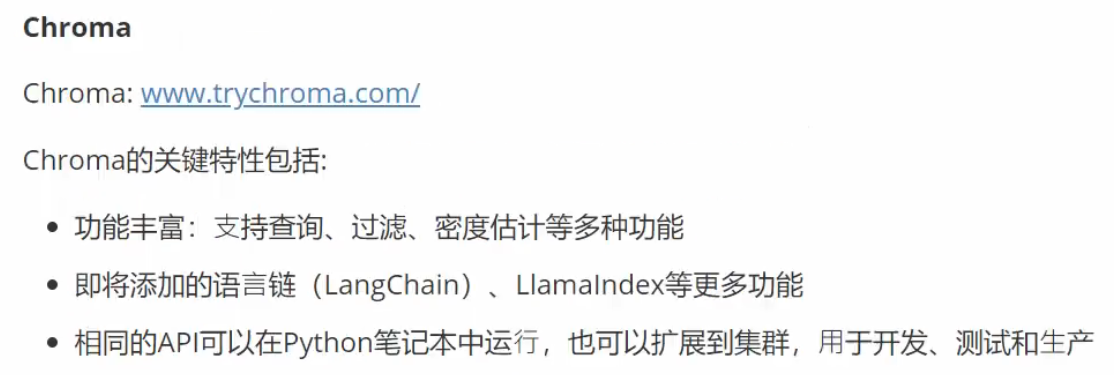 Chroma
Chroma: www.trychroma.com/
Chroma的关键特性包括:
功能丰富：支持查询、过滤、密度估计等多种功能
即将添加的语言链（LangChain）、LlamaIndex等更多功能
相同的API可以在Python笔记本中运行，也可以扩展到集群，用于开发、测试和生产